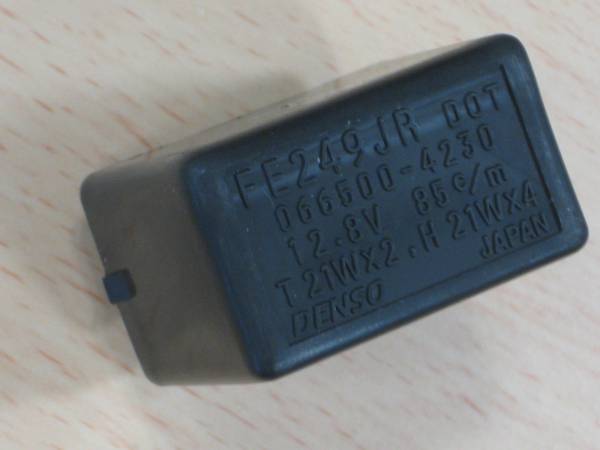 FE249JR DOT
066500-4230
12.8V 85c/m
T 21WX2.H 21WX4
DENSO JAPAN